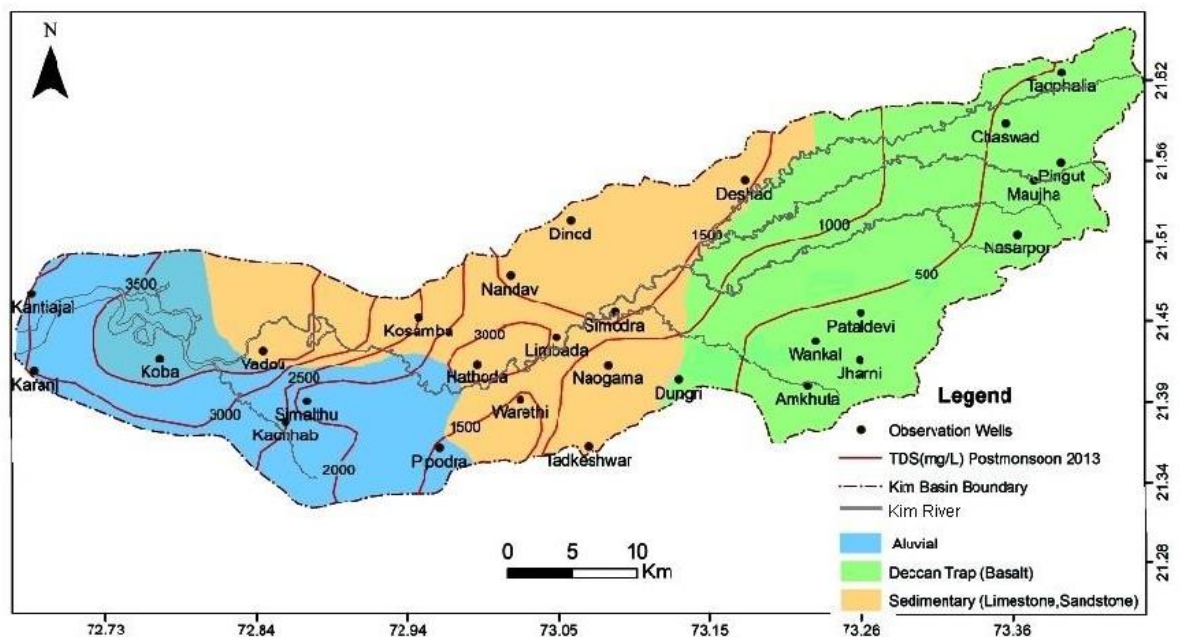 N
21.62
21.56
21.51
21.45
21.39
21.34
21.28
Taqphalia
Chaswad
Pingut
Maujha
Nasarpor
Deshad
Dincd
1500
1000
500
Nandav
Simodra
3500
Kantiajal
Kosamba
3000
Limbada
Pataldevi
Wankal
Jharni
Vadoli
Koba
Karanj
2500
Hathoda
Naogama
Dungri
Amkhuta
3000
Simalthu
Kachhab
Warethi
1500
2000
Pipodra
Tadkeshwar
0 5 10
Km
Legend
Observation Wells
TDS(mg/L) Postmonsoon 2013
Kim Basin Boundary
Kim River
Aluvial
Deccan Trap (Basalt)
Sedimentary (Limestone,Sandstone)
72.73 72.84 72.94 73.05 73.15 73.26 73.36